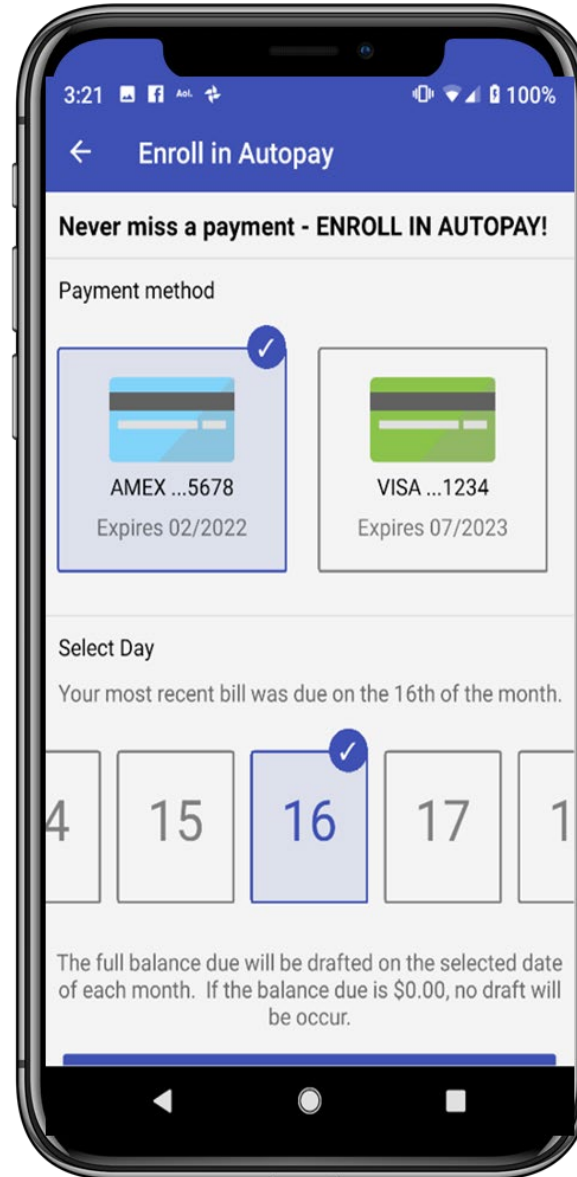 3:21 AOL 100%
Enroll in Autopay
Never miss a payment - ENROLL IN AUTOPAY!
Payment method
AMEX ...5678 VISA ...1234
Expires 02/2022 Expires 07/2023
Select Day
Your most recent bill was due on the 16th of the month.
4 15 16 17 1
The full balance due will be drafted on the selected date
of each month. If the balance due is $0.00, no draft will
be occur.